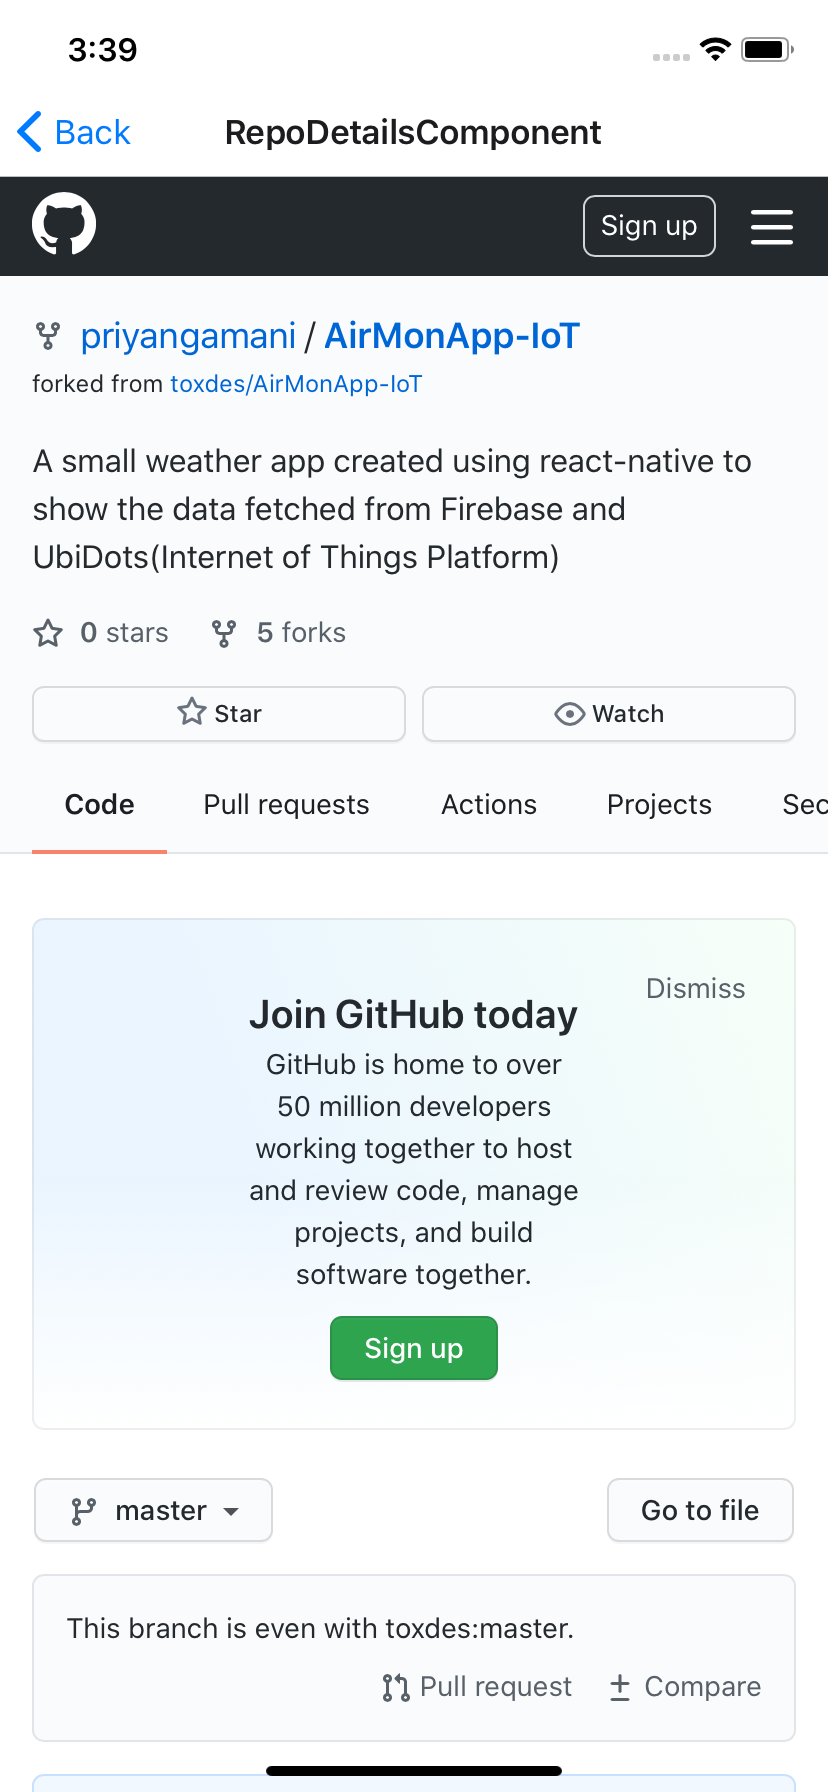 3:39
Back
RepoDetailsComponent
Sign up
priyangamani / AirMonApp-IoT
forked from toxdes/AirMonApp-IoT
A small weather app created using react-native to
show the data fetched from Firebase and
UbiDots(Internet of Things Platform)
0 stars 5 forks
Star Watch
Code Pull requests Actions Projects Sec
Dismiss
Join GitHub today
GitHub is home to over
50 million developers
working together to host
and review code, manage
projects, and build
software together.
Sign up
master Go to file
This branch is even with toxdes:master.
Pull request Compare